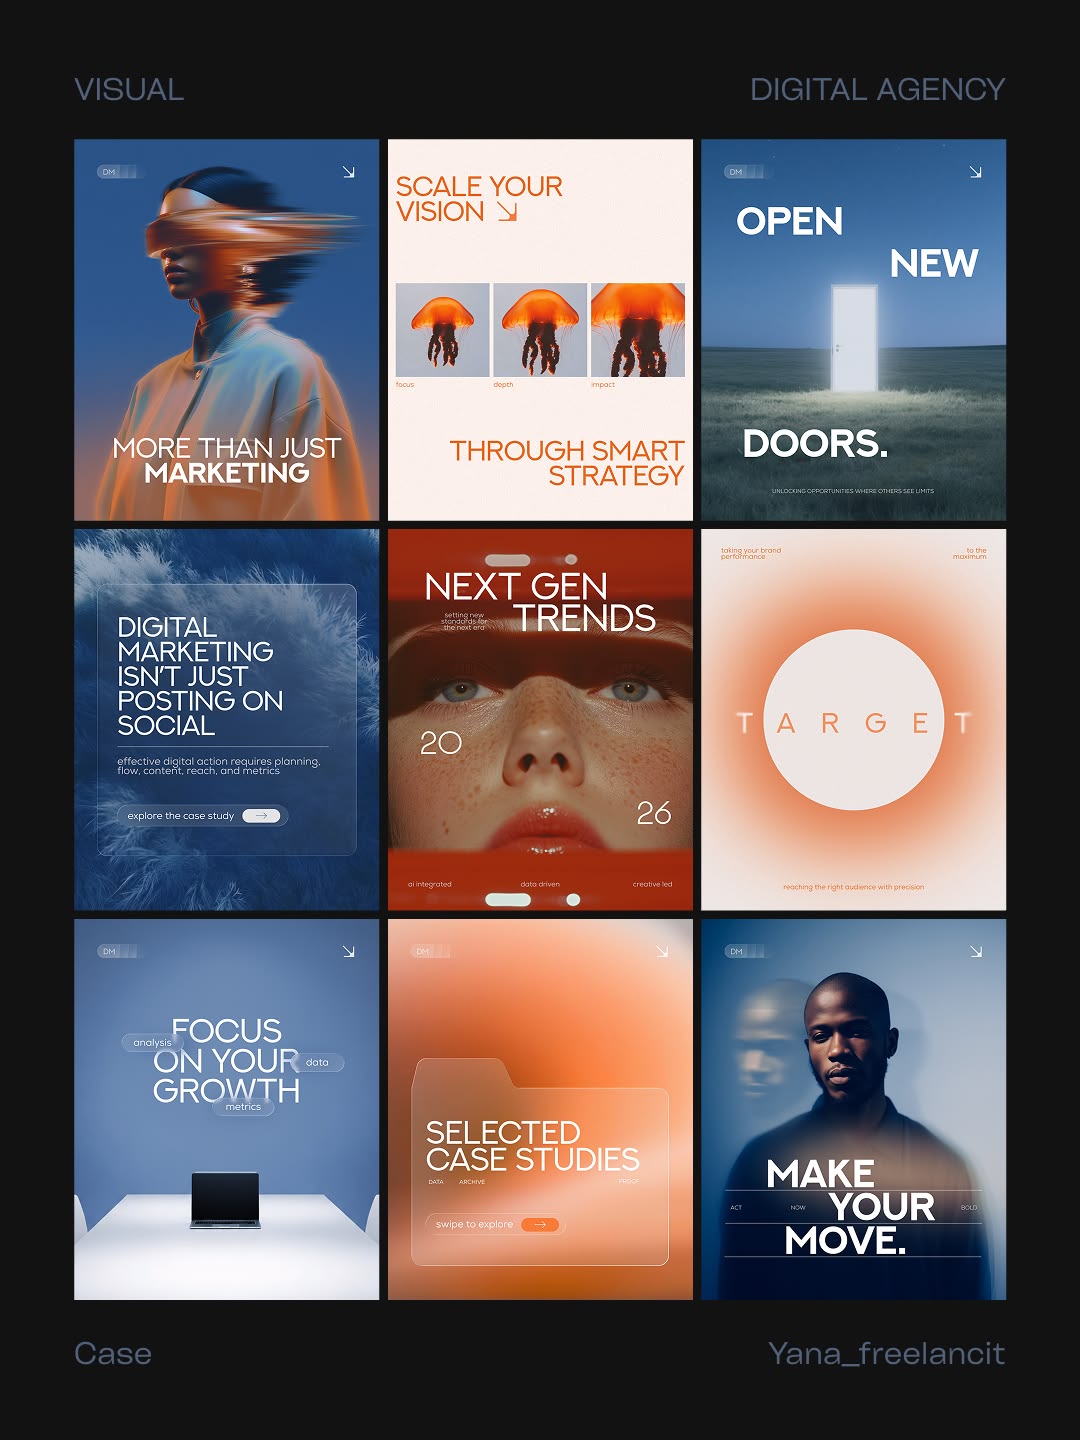 VISUAL
DIGITAL AGENCY
DM
MORE THAN JUST
MARKETING
SCALE YOUR
VISION
focus
depth
impact
THROUGH SMART
STRATEGY
DM
OPEN
NEW
DOORS.
UNLOCKING OPPORTUNITIES WHERE OTHERS SEE LIMITS
DIGITAL
MARKETING
ISN'T JUST
POSTING ON
SOCIAL
effective digital action requires planning,
flow, content, reach, and metrics
explore the case study
NEXT GEN
TRENDS
setting new
standards for
the next era
20
26
ai integrated
data driven
creative led
taking your brand
performance
to the
maximum
TARGET
reaching the right audience with precision
DM
FOCUS
ON YOUR
GROWTH
analysis
data
metrics
DM
SELECTED
CASE STUDIES
DATA
ARCHIVE
PROOF
swipe to explore
DM
MAKE
YOUR
MOVE.
ACT
NOW
BOLD
Case
Yana_freelancit